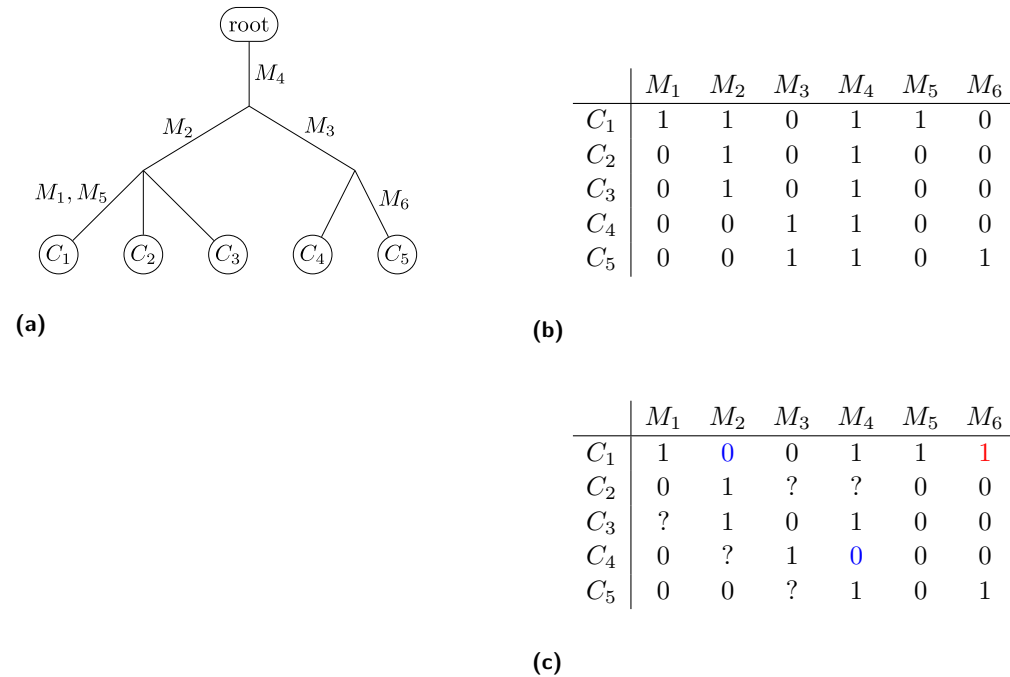 root
M4
M2
M3
M1, M5
M6
C1 C2 C3 C4 C5
(a)
M1 M2 M3 M4 M5 M6
C1 1 1 0 1 1 0
C2 0 1 0 1 0 0
C3 0 1 0 1 0 0
C4 0 0 1 1 0 0
C5 0 0 1 1 0 1
(b)
M1 M2 M3 M4 M5 M6
C1 1 0 0 1 1 1
C2 0 1 ? ? 0 0
C3 ? 1 0 1 0 0
C4 0 ? 1 0 0 0
C5 0 0 ? 1 0 1
(c)